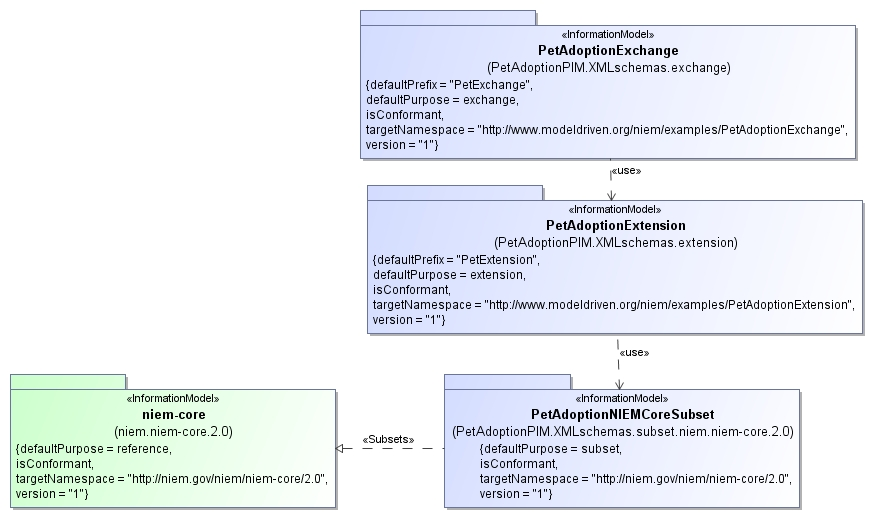 «InformationModel»
PetAdoptionExchange
(PetAdoptionPIM.XMLschemas.exchange)
{defaultPrefix = "PetExchange",
defaultPurpose = exchange,
isConformant,
targetNamespace = "http://www.modeldriven.org/niem/examples/PetAdoptionExchange",
version = "1"}
«use»
«InformationModel»
PetAdoptionExtension
(PetAdoptionPIM.XMLschemas.extension)
{defaultPrefix = "PetExtension",
defaultPurpose = extension,
isConformant,
targetNamespace = "http://www.modeldriven.org/niem/examples/PetAdoptionExtension",
version = "1"}
«use»
«InformationModel»
niem-core
(niem.niem-core.2.0)
{defaultPurpose = reference,
isConformant,
targetNamespace = "http://niem.gov/niem/niem-core/2.0",
version = "1"}
«Subsets»
«InformationModel»
PetAdoptionNIEMCoreSubset
(PetAdoptionPIM.XMLschemas.subset.niem.niem-core.2.0)
{defaultPurpose = subset,
isConformant,
targetNamespace = "http://niem.gov/niem/niem-core/2.0",
version = "1"}